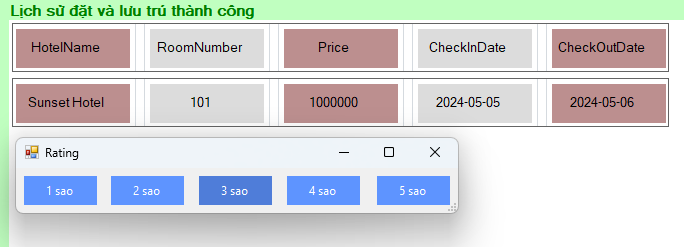 Lịch sử đặt và lưu trú thành công
HotelName RoomNumber Price CheckInDate CheckOutDate
Sunset Hotel 101 1000000 2024-05-05 2024-05-06
Rating
1 sao 2 sao 3 sao 4 sao 5 sao